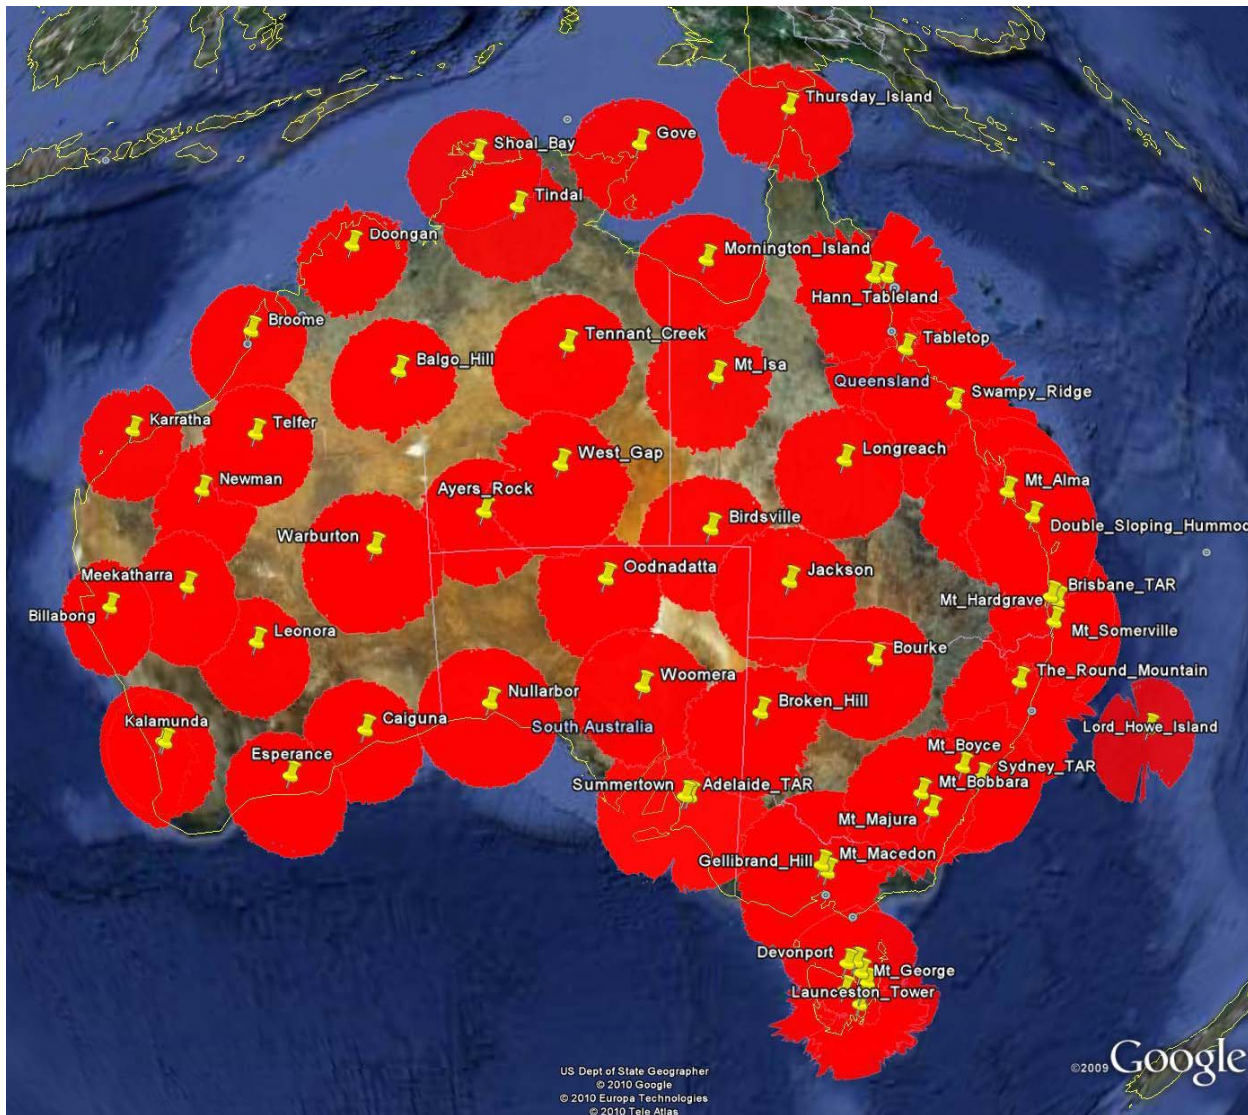 Thursday_Island
Gove
Shoal_Bay
Tindal
Doongan
Mornington_Island
Hann_Tableland
Broome
Tennant_Creek
Tabletop
Balgo_Hill
Mt_Isa
Queensland
Swampy_Ridge
Karratha
Telfer
West_Gap
Longreach
Newman
Ayers_Rock
Mt_Alma
Birdsville
Double_Sloping_Hummoc
Warburton
Meekatharra
Oodnadatta
Jackson
Brisbane_TAR
Mt_Hardgrave
Billabong
Leonora
Mt_Somerville
Bourke
The_Round_Mountain
Woomera
Nullarbor
Broken_Hill
Kalamunda
Caiguna
South Australia
Lord_Howe_Island
Esperance
Mt_Boyce
Sydney_TAR
Summertown
Adelaide_TAR
Mt_Bobbara
Mt_Majura
Gellibrand_Hill
Mt_Macedon
Devonport
Mt_George
Launceston_Tower
US Dept of State Geographer
© 2010 Google
© 2010 Europa Technologies
© 2010 Tele Atlas
©2009 Google